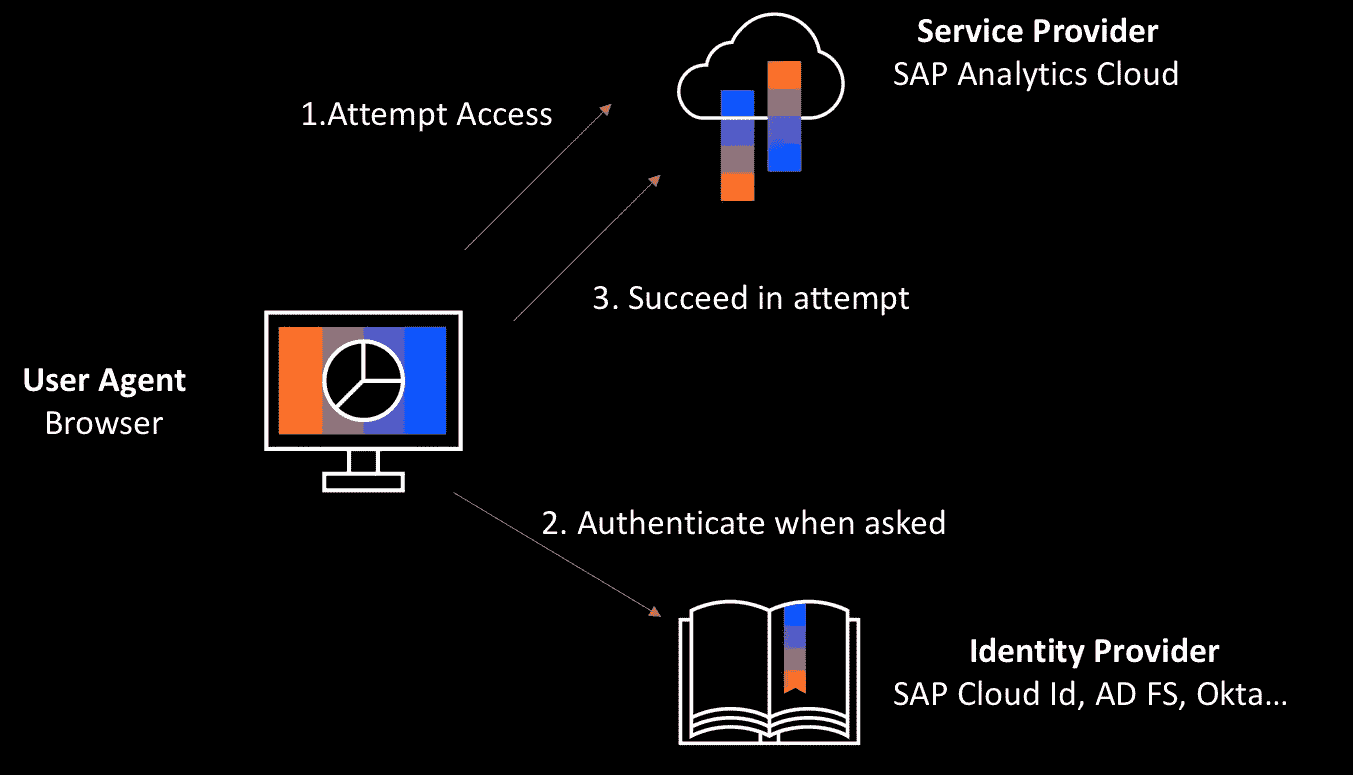 Service Provider
SAP Analytics Cloud
1.Attempt Access
3. Succeed in attempt
User Agent
Browser
2. Authenticate when asked
Identity Provider
SAP Cloud Id, AD FS, Okta...